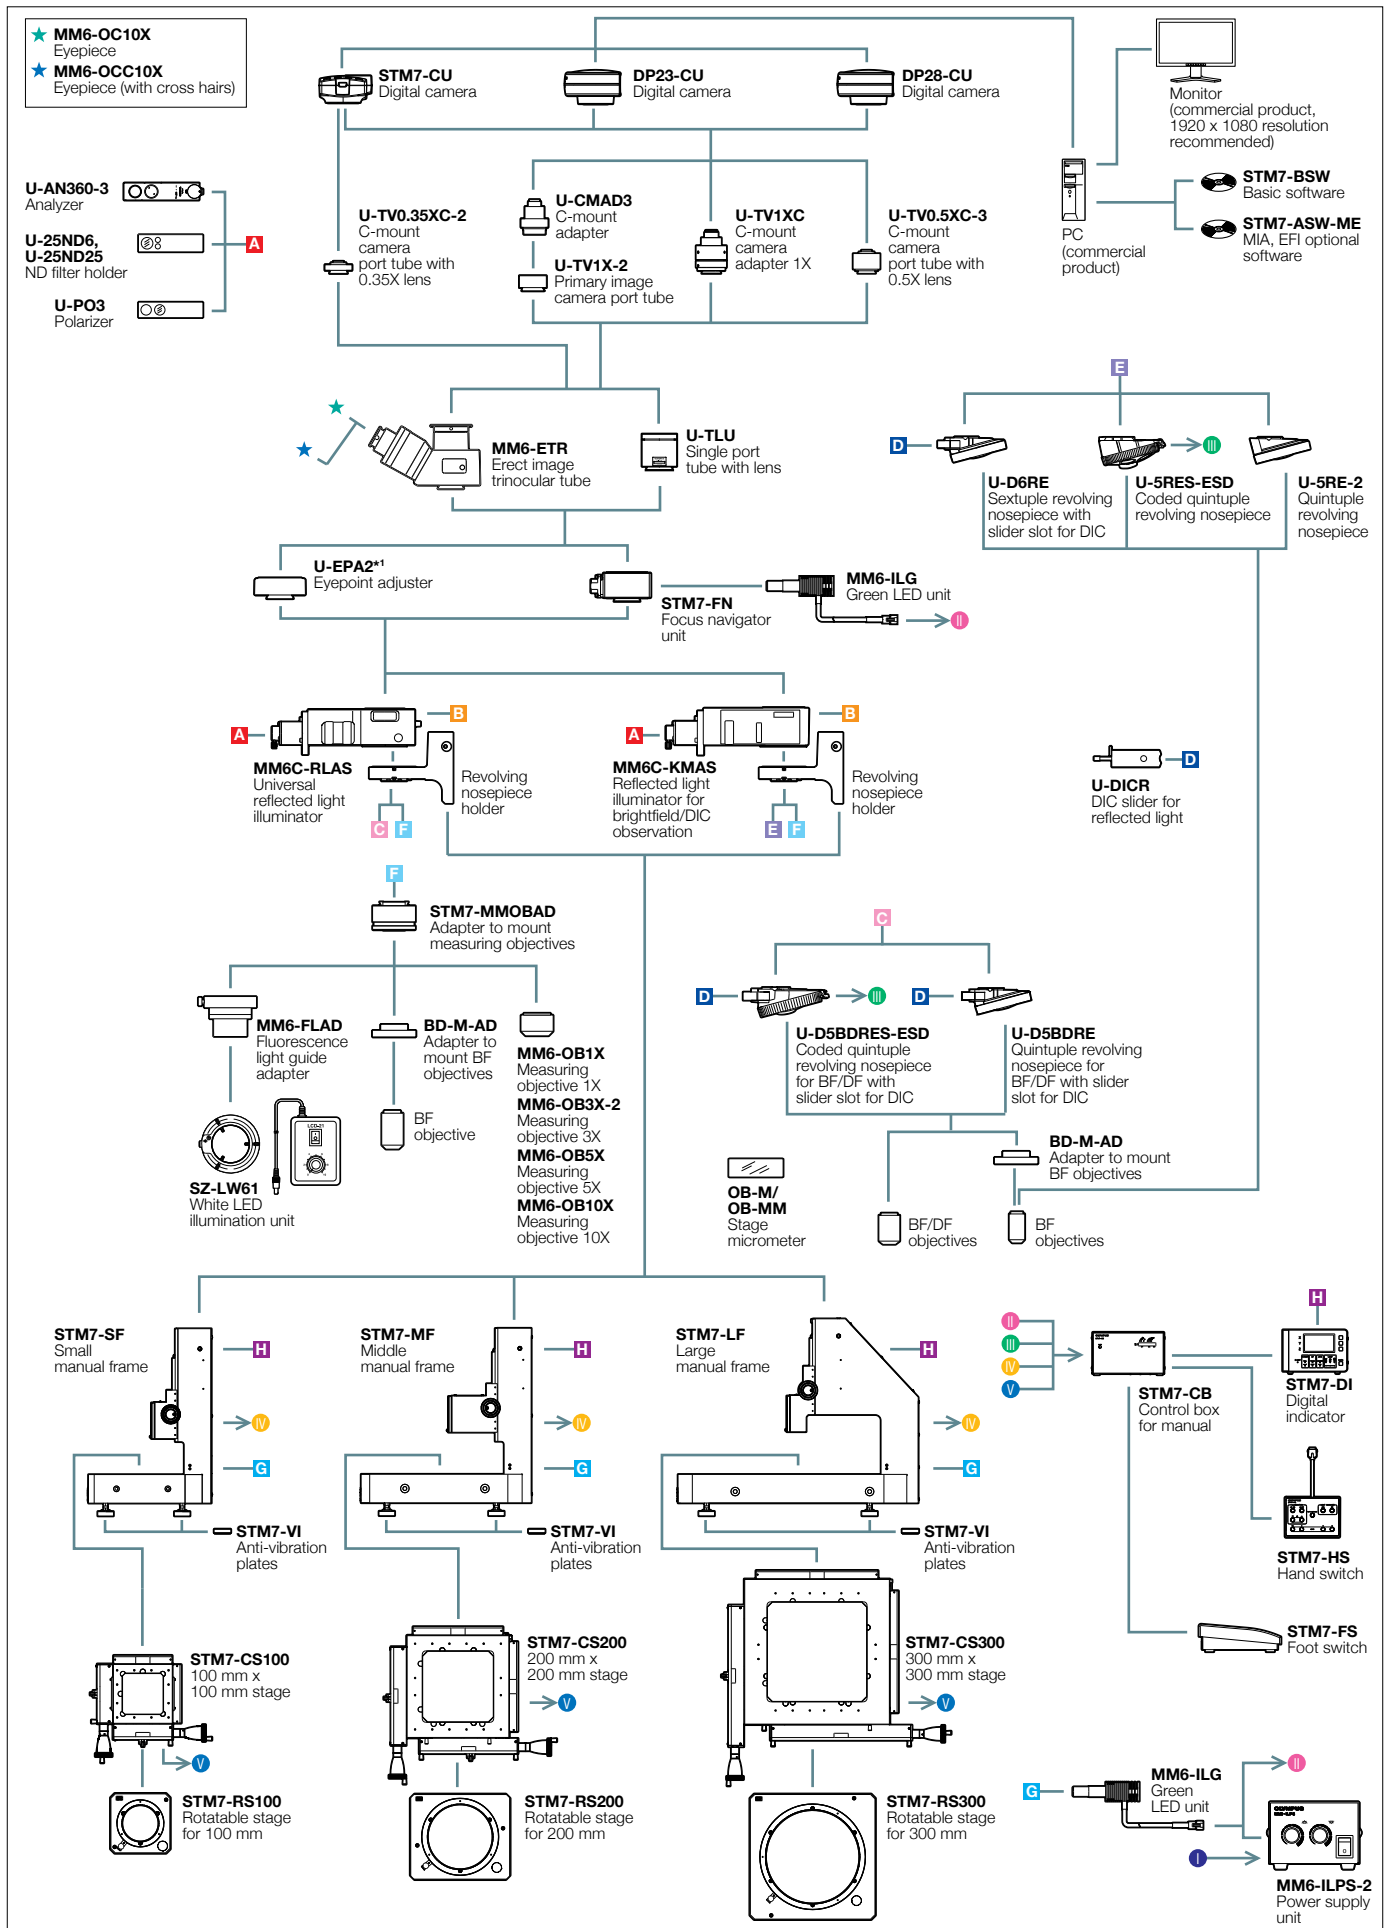 ★ MM6-OC10X
Eyepiece
★ MM6-OCC10X
Eyepiece (with cross hairs)
STM7-CU
Digital camera
DP23-CU
Digital camera
DP28-CU
Digital camera
Monitor
(commercial product,
1920 x 1080 resolution
recommended)
PC
(commercial
product)
STM7-BSW
Basic software
STM7-ASW-ME
MIA, EFI optional
software
U-AN360-3
Analyzer
U-25ND6,
U-25ND25
ND filter holder
U-PO3
Polarizer
A
U-TV0.35XC-2
C-mount
camera
port tube with
0.35X lens
U-CMAD3
C-mount
adapter
U-TV1X-2
Primary image
camera port tube
U-TV1XC
C-mount
camera
adapter 1X
U-TV0.5XC-3
C-mount
camera
port tube with
0.5X lens
MM6-ETR
Erect image
trinocular tube
U-TLU
Single port
tube with lens
E
D
III
U-D6RE
Sextuple revolving
nosepiece with
slider slot for DIC
U-5RES-ESD
Coded quintuple
revolving nosepiece
U-5RE-2
Quintuple
revolving
nosepiece
U-EPA2*1
Eyepoint adjuster
STM7-FN
Focus navigator
unit
MM6-ILG
Green LED unit
II
A
B
MM6C-RLAS
Universal
reflected light
illuminator
Revolving
nosepiece
holder
C
F
A
B
MM6C-KMAS
Reflected light
illuminator for
brightfield/DIC
observation
Revolving
nosepiece
holder
E
F
D
U-DICR
DIC slider for
reflected light
F
STM7-MMOBAD
Adapter to mount
measuring objectives
MM6-FLAD
Fluorescence
light guide
adapter
BD-M-AD
Adapter to
mount BF
objectives
BF
objective
MM6-OB1X
Measuring
objective 1X
MM6-OB3X-2
Measuring
objective 3X
MM6-OB5X
Measuring
objective 5X
MM6-OB10X
Measuring
objective 10X
SZ-LW61
White LED
illumination unit
C
D
III
D
U-D5BDRES-ESD
Coded quintuple
revolving nosepiece
for BF/DF with
slider slot for DIC
U-D5BDRE
Quintuple revolving
nosepiece for
BF/DF with slider
slot for DIC
BD-M-AD
Adapter to mount
BF objectives
OB-M/
OB-MM
Stage
micrometer
BF/DF
objectives
BF
objectives
STM7-SF
Small
manual frame
H
IV
G
STM7-VI
Anti-vibration
plates
STM7-MF
Middle
manual frame
H
IV
G
STM7-VI
Anti-vibration
plates
STM7-LF
Large
manual frame
H
IV
G
STM7-VI
Anti-vibration
plates
II
III
IV
V
STM7-CB
Control box
for manual
H
STM7-DI
Digital
indicator
STM7-HS
Hand switch
STM7-FS
Foot switch
STM7-CS100
100 mm x
100 mm stage
V
STM7-RS100
Rotatable stage
for 100 mm
STM7-CS200
200 mm x
200 mm stage
V
STM7-RS200
Rotatable stage
for 200 mm
STM7-CS300
300 mm x
300 mm stage
V
STM7-RS300
Rotatable stage
for 300 mm
G
MM6-ILG
Green
LED unit
II
I
OLYMPUS
MM6-ILPS-2
Power supply
unit